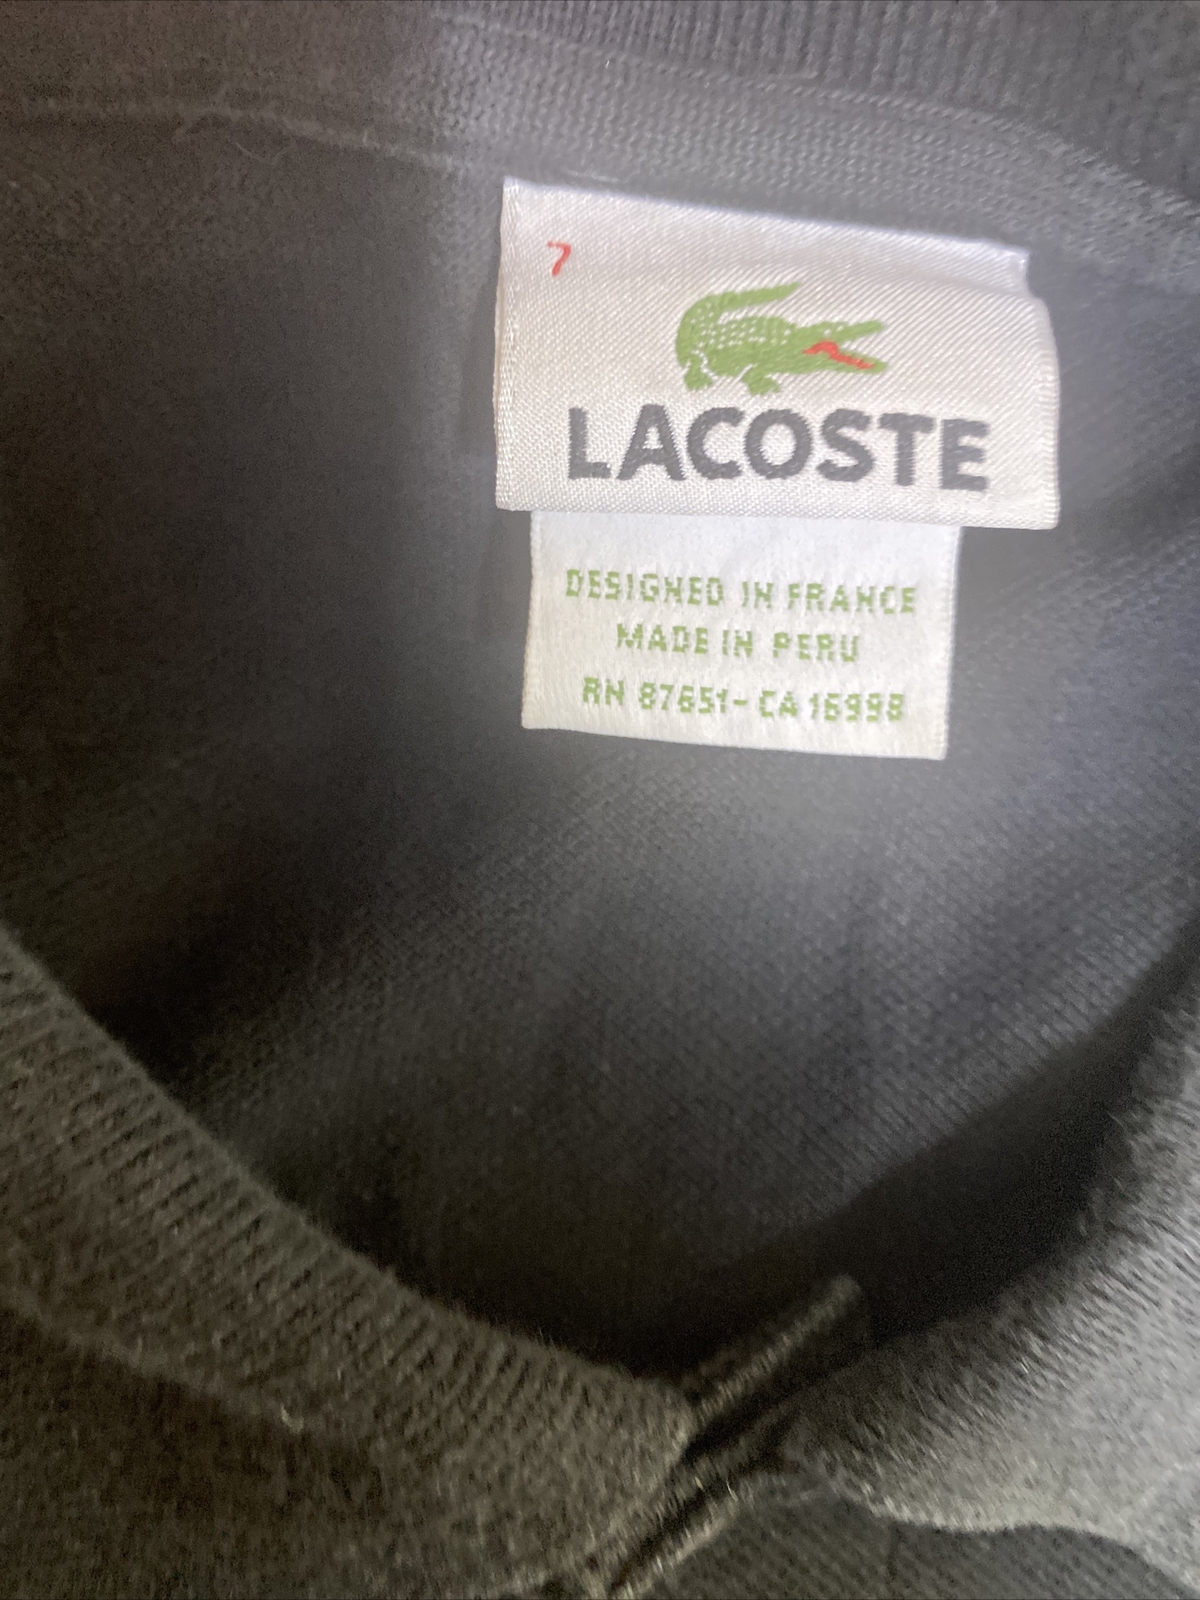 7
LACOSTE
DESIGNED IN FRANCE
MADE IN PERU
RN 87651-CA 16998